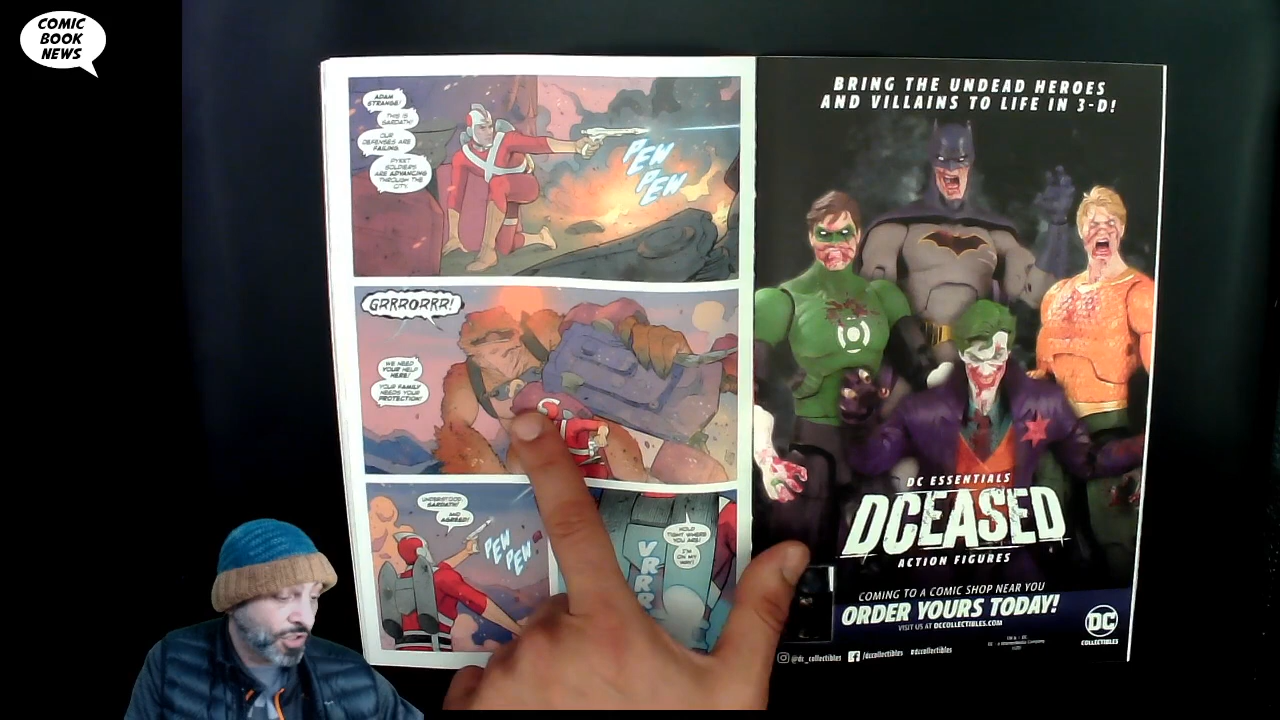 COMIC
BOOK
NEWS
ADAM
STRANGE!
THIS IS
SARDATH!
OUR
DEFENSES ARE
FAILING.
PYKKT
SOLDIERS
ARE ADVANCING
THROUGH THE
CITY.
PEW
PEW
GRRRORRR!
WE NEED
YOUR HELP
HERE!
YOUR FAMILY
NEEDS YOUR
PROTECTION!
UNDERSTOOD,
SARDATH!
AND
AGREED!
PEW
PEW
HOLD
TIGHT WHERE
YOU ARE!
I'M
ON MY
WAY!
VRRR
BRING THE UNDEAD HEROES
AND VILLAINS TO LIFE IN 3-D!
DC ESSENTIALS
DCEASED
ACTION FIGURES
COMING TO A COMIC SHOP NEAR YOU
ORDER YOURS TODAY!
VISIT US AT DCCOLLECTIBLES.COM
DC
COLLECTIBLES
@dc_collectibles /dccollectibles #dccollectibles